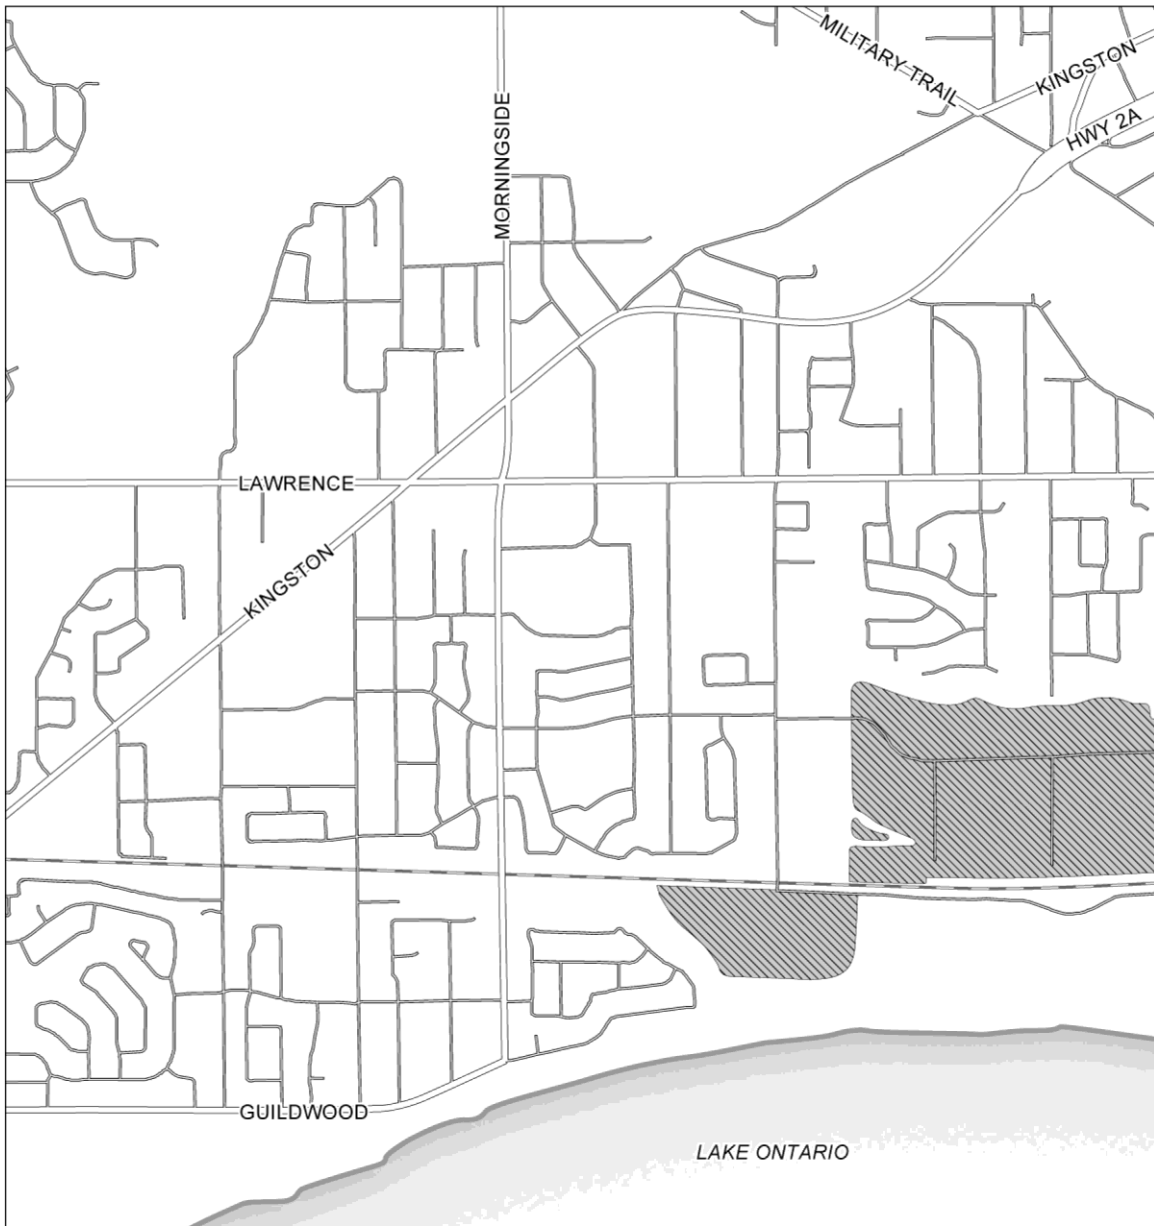 MILITARY TRAIL
KINGSTON
MORNINGSIDE
HWY 2A
LAWRENCE
KINGSTON
GUILDWOOD
LAKE ONTARIO